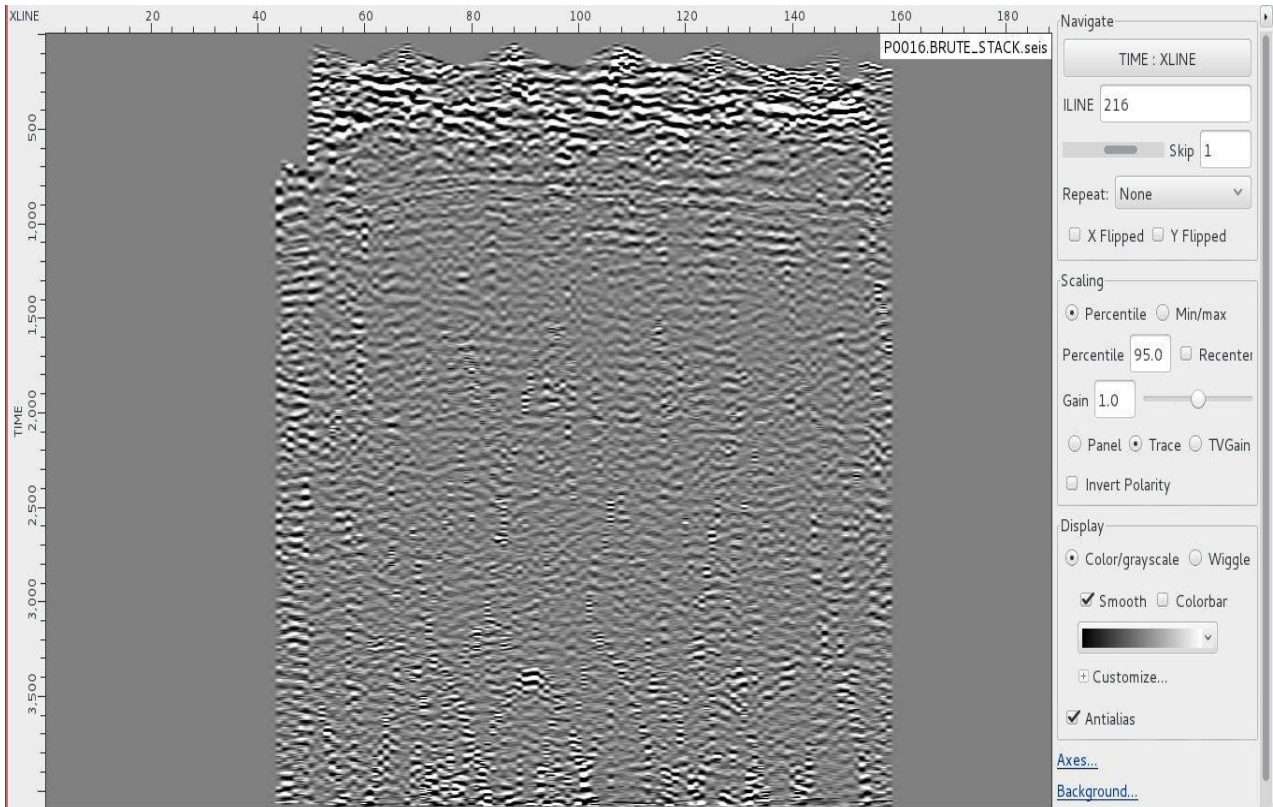 XLINE 20 40 60 80 100 120 140 160 180
P0016.BRUTE_STACK.seis
TIME
500
1,000
1,500
2,000
2,500
3,000
3,500
Navigate
TIME : XLINE
ILINE 216
Skip 1
Repeat: None
X Flipped Y Flipped
Scaling
Percentile Min/max
Percentile 95.0 Recenter
Gain 1.0
Panel Trace TVGain
Invert Polarity
Display
Color/grayscale Wiggle
Smooth Colorbar
Customize...
Antialias
Axes...
Background...